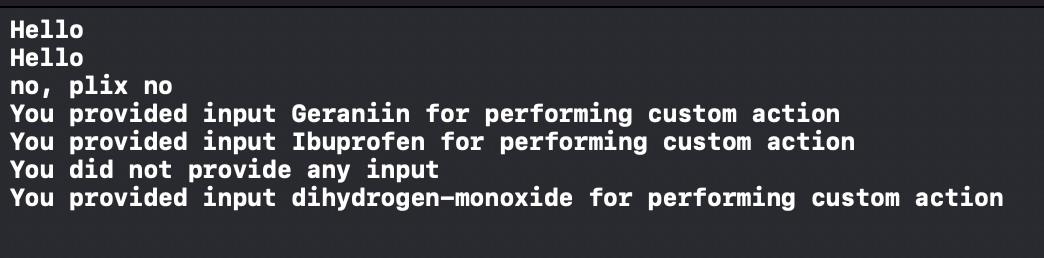 Hello
Hello
no, plix no
You provided input Geraniin for performing custom action
You provided input Ibuprofen for performing custom action
You did not provide any input
You provided input dihydrogen-monoxide for performing custom action